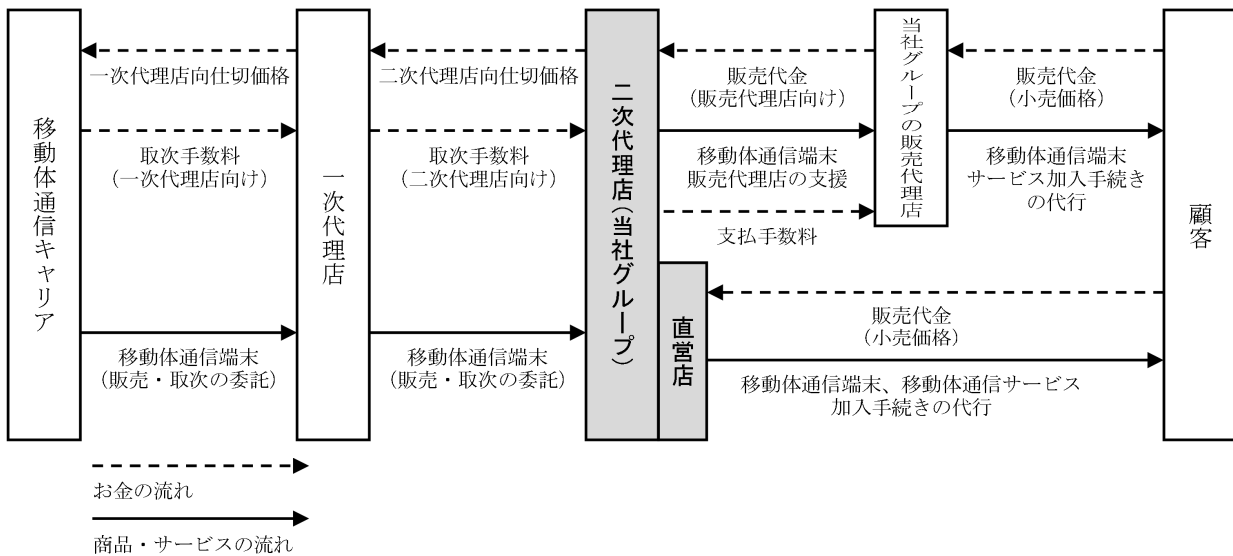 移動体通信キャリア
一次代理店向仕切価格
取次手数料
（一次代理店向け）
移動体通信端末
（販売・取次の委託）
一次代理店
二次代理店向仕切価格
取次手数料
（二次代理店向け）
移動体通信端末
（販売・取次の委託）
二次代理店（当社グループ）
直営店
販売代金
（販売代理店向け）
移動体通信端末
販売代理店の支援
支払手数料
当社グループの販売代理店
販売代金
（小売価格）
移動体通信端末
サービス加入手続き
の代行
販売代金
（小売価格）
移動体通信端末、移動体通信サービス
加入手続きの代行
顧客
お金の流れ
商品・サービスの流れ